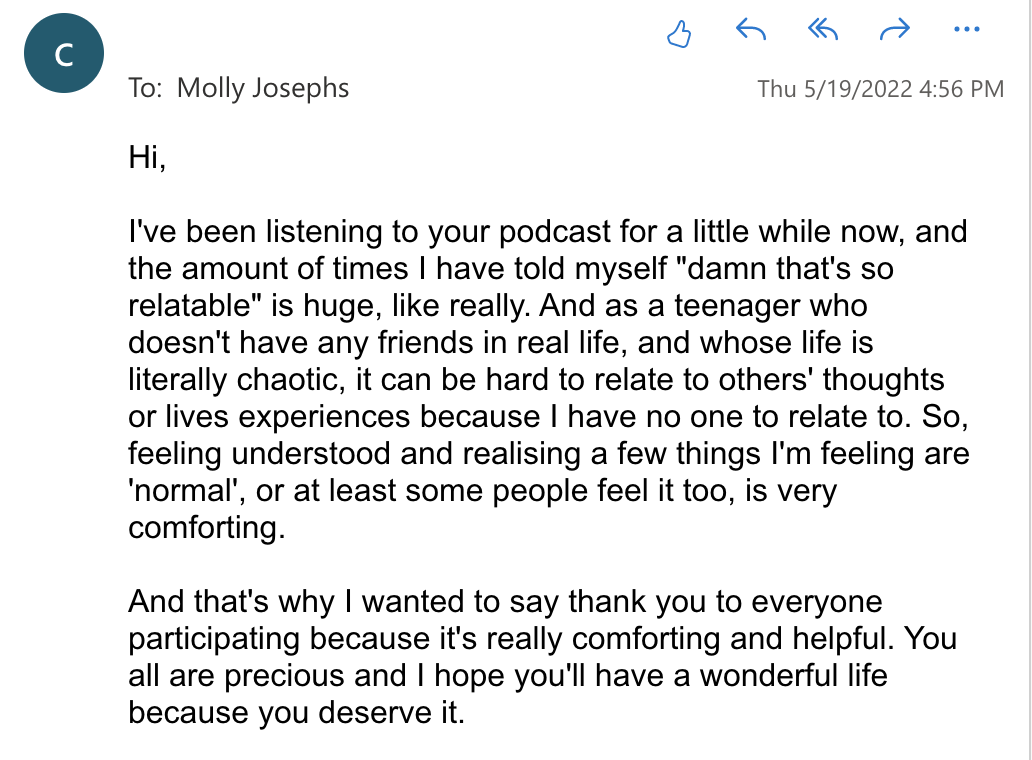 C
To: Molly Josephs
Thu 5/19/2022 4:56 PM
Hi,
I've been listening to your podcast for a little while now, and
the amount of times I have told myself "damn that's so
relatable" is huge, like really. And as a teenager who
doesn't have any friends in real life, and whose life is
literally chaotic, it can be hard to relate to others' thoughts
or lives experiences because I have no one to relate to. So,
feeling understood and realising a few things I'm feeling are
'normal', or at least some people feel it too, is very
comforting.
And that's why I wanted to say thank you to everyone
participating because it's really comforting and helpful. You
all are precious and I hope you'll have a wonderful life
because you deserve it.